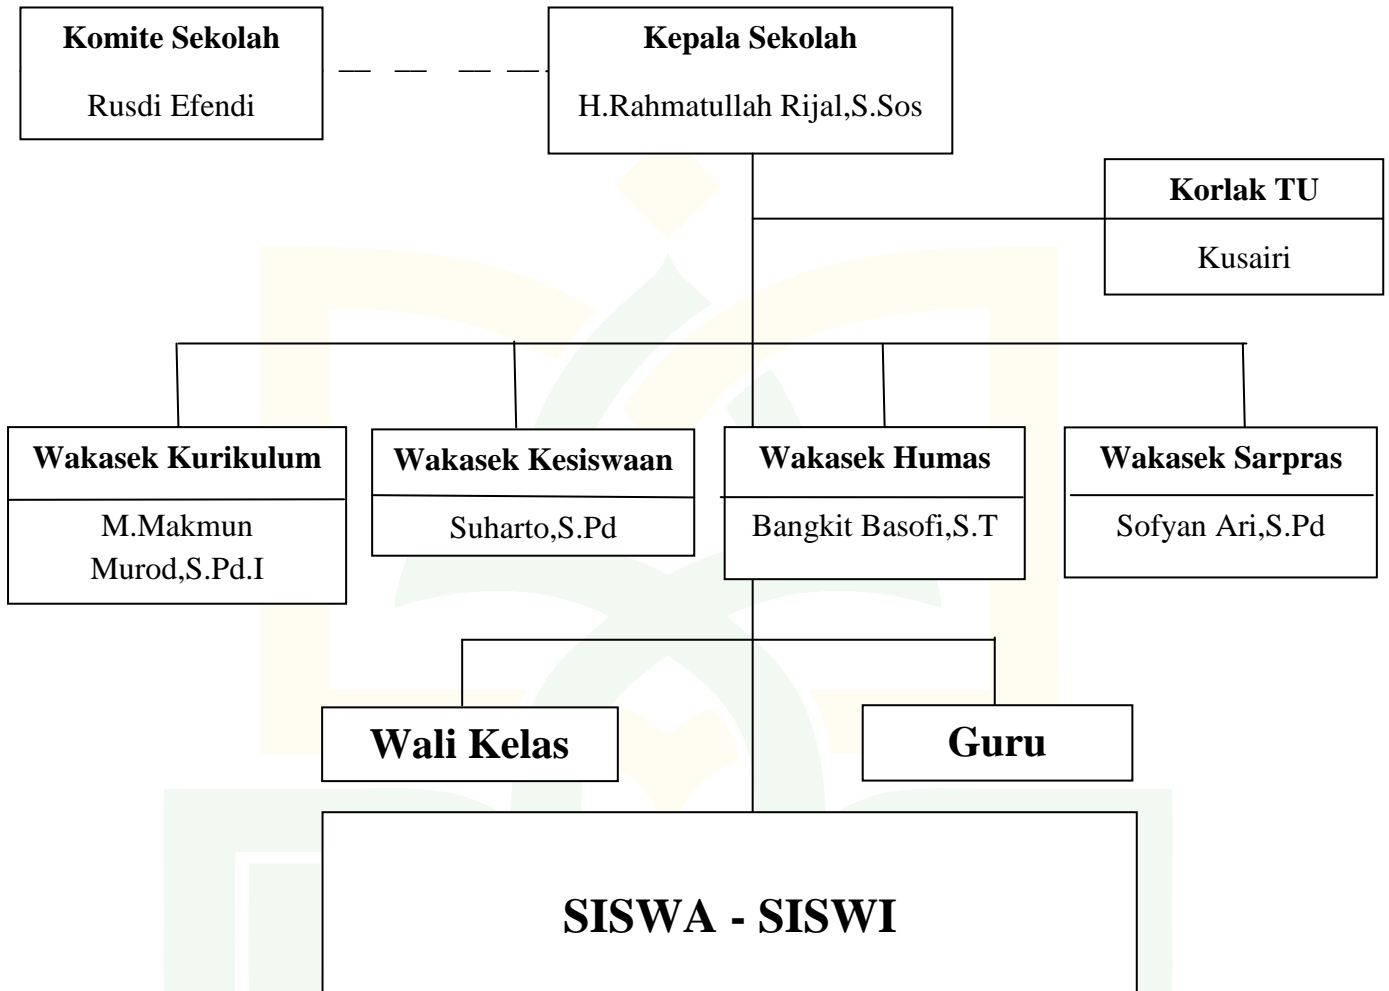 Komite Sekolah
Rusdi Efendi
Kepala Sekolah
H.Rahmatullah Rijal,S.Sos
Korlak TU
Kusairi
Wakasek Kurikulum
M.Makmun
Murod,S.Pd.I
Wakasek Kesiswaan
Suharto,S.Pd
Wakasek Humas
Bangkit Basofi,S.T
Wakasek Sarpras
Sofyan Ari,S.Pd
Wali Kelas
Guru
SISWA - SISWI